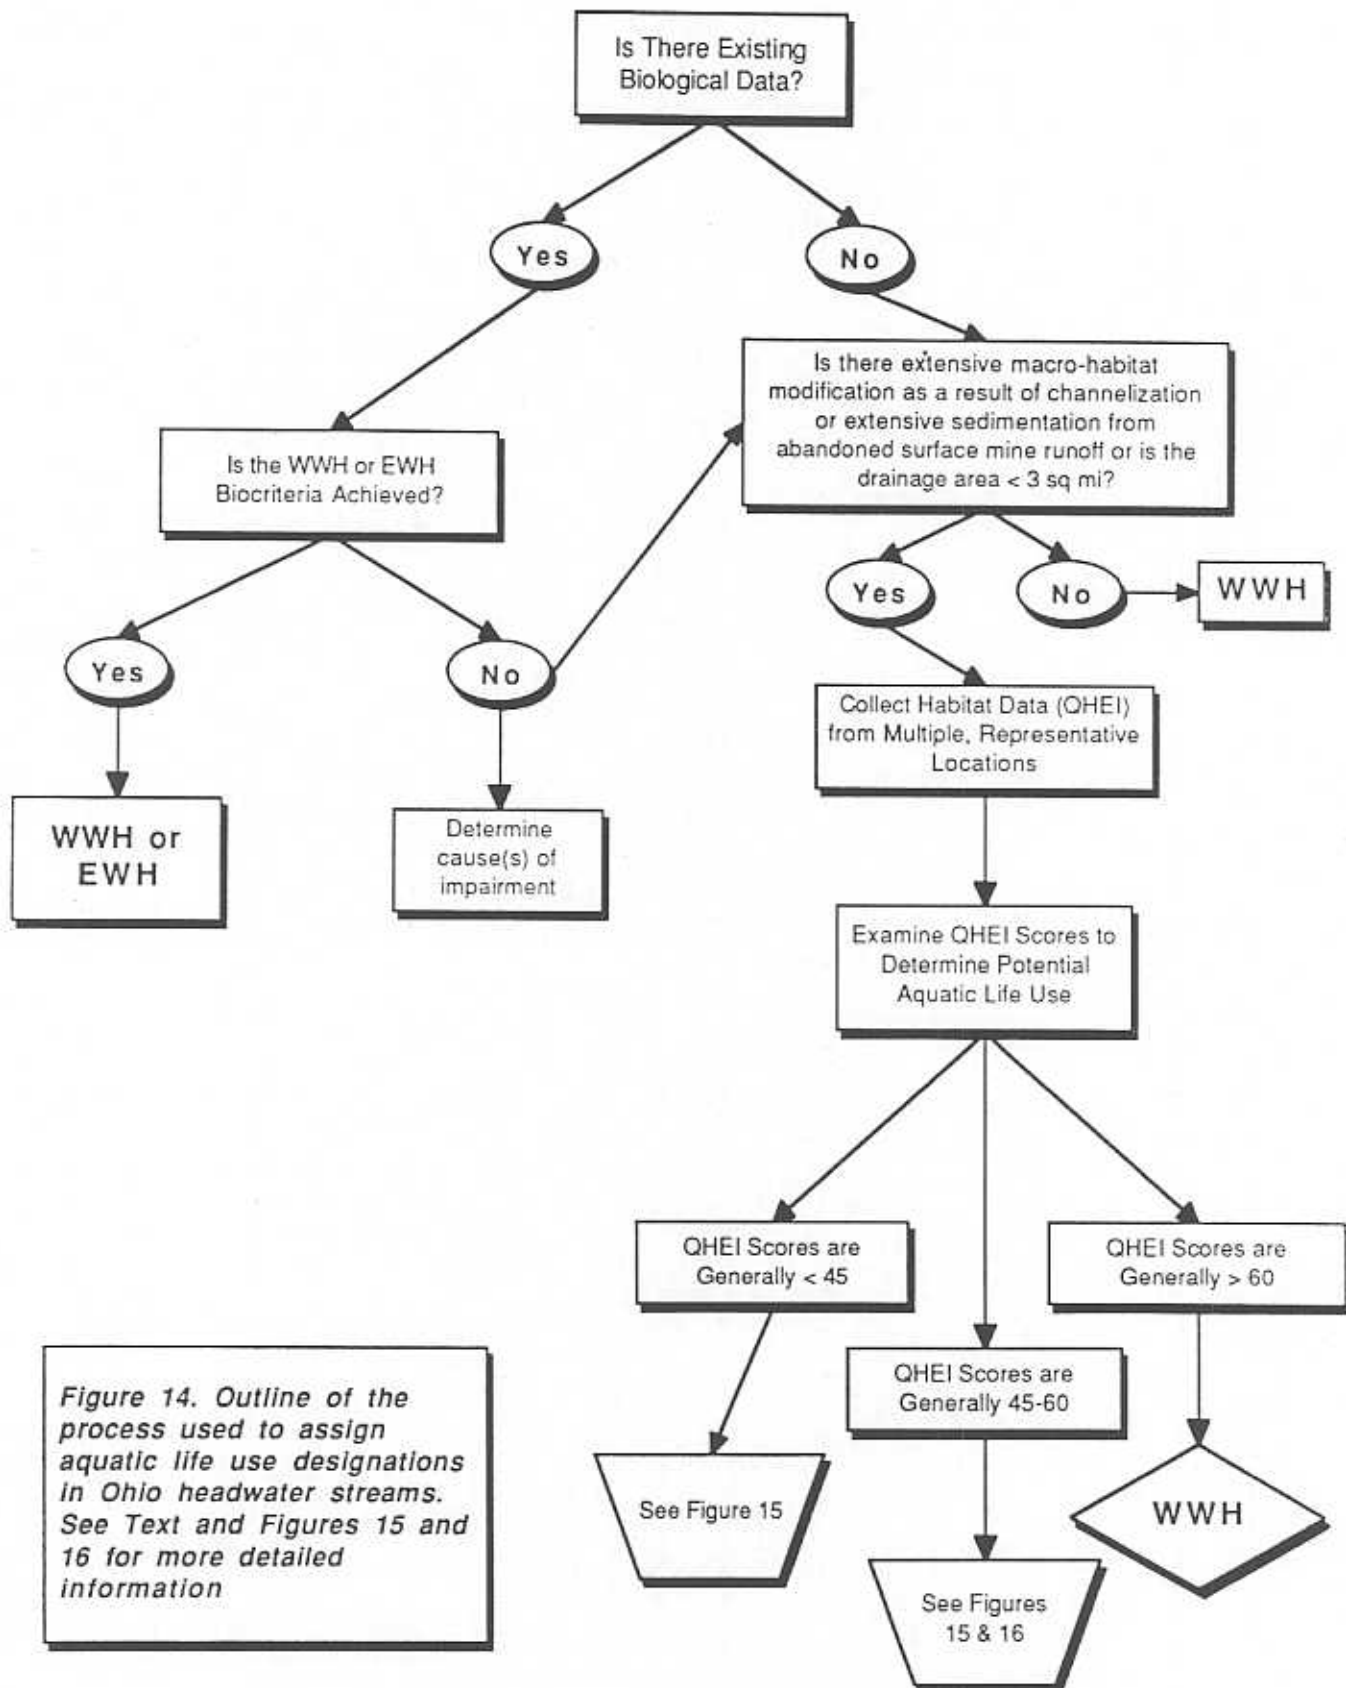 Is There Existing
Biological Data?
Yes
No
Is the WWH or EWH
Biocriteria Achieved?
Is there extensive macro-habitat
modification as a result of channelization
or extensive sedimentation from
abandoned surface mine runoff or is the
drainage area < 3 sq mi?
Yes
No
Yes
No
WWH
WWH or
EWH
Determine
cause(s) of
impairment
Collect Habitat Data (QHEI)
from Multiple, Representative
Locations
Examine QHEI Scores to
Determine Potential
Aquatic Life Use
QHEI Scores are
Generally < 45
QHEI Scores are
Generally 45-60
QHEI Scores are
Generally > 60
See Figure 15
See Figures
15 & 16
WWH
Figure 14. Outline of the
process used to assign
aquatic life use designations
in Ohio headwater streams.
See Text and Figures 15 and
16 for more detailed
information